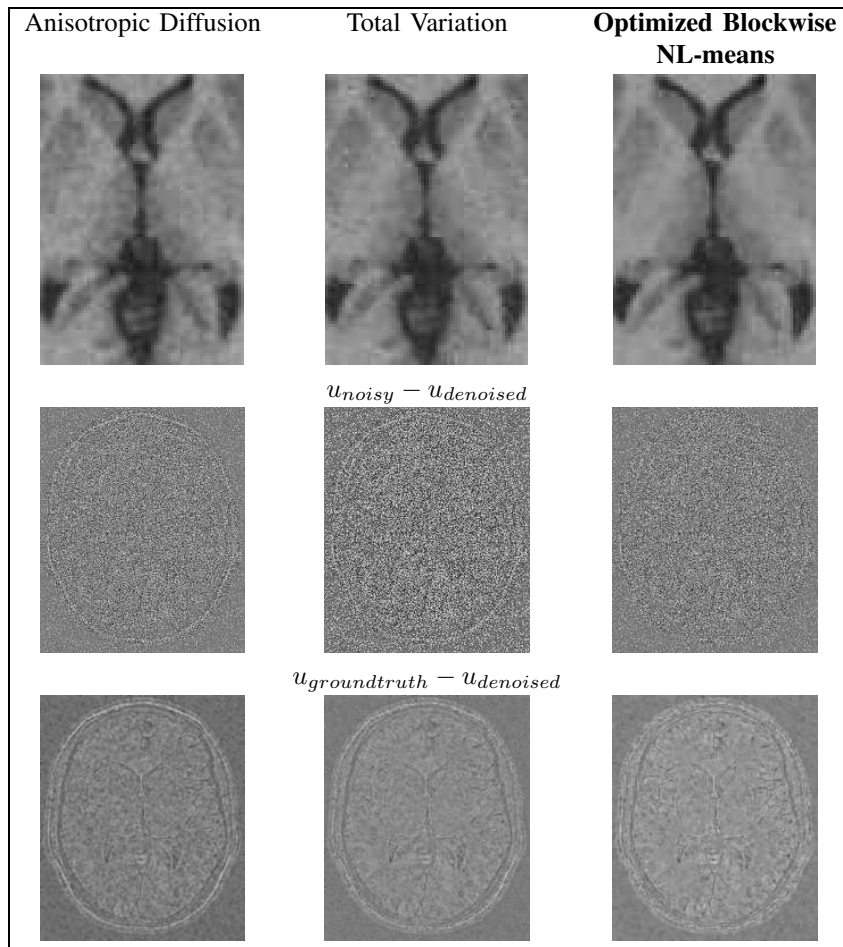 Anisotropic Diffusion Total Variation Optimized Blockwise
NL-means
u_{noisy} − u_{denoised}
u_{groundtruth} − u_{denoised}